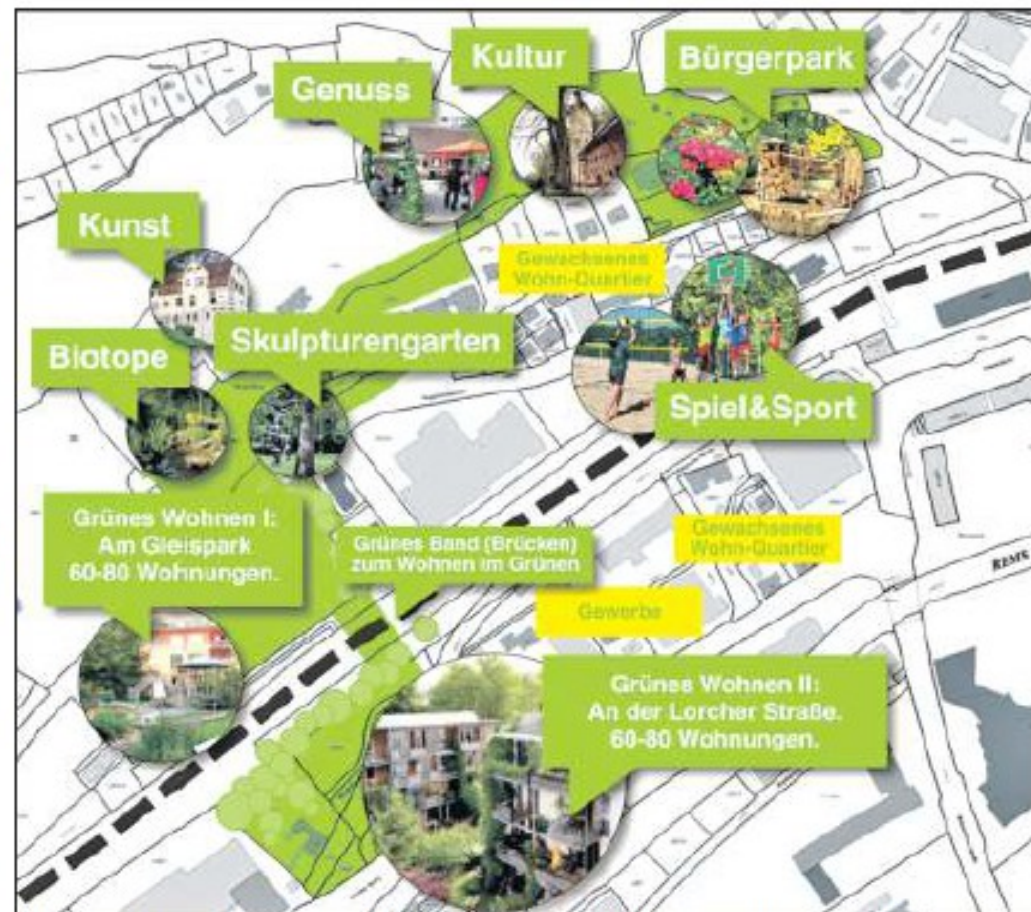 Kultur
Bürgerpark
Genuss
Kunst
Gewachsenes
Wohn-Quartier
Biotope
Skulpturengarten
Spiel&Sport
Grünes Wohnen I:
Am Gleispark
60-80 Wohnungen.
Grünes Band (Brücken)
zum Wohnen im Grünen
Gewachsenes
Wohn-Quartier
Gewerbe
Grünes Wohnen II:
An der Lorcher Straße.
60-80 Wohnungen.